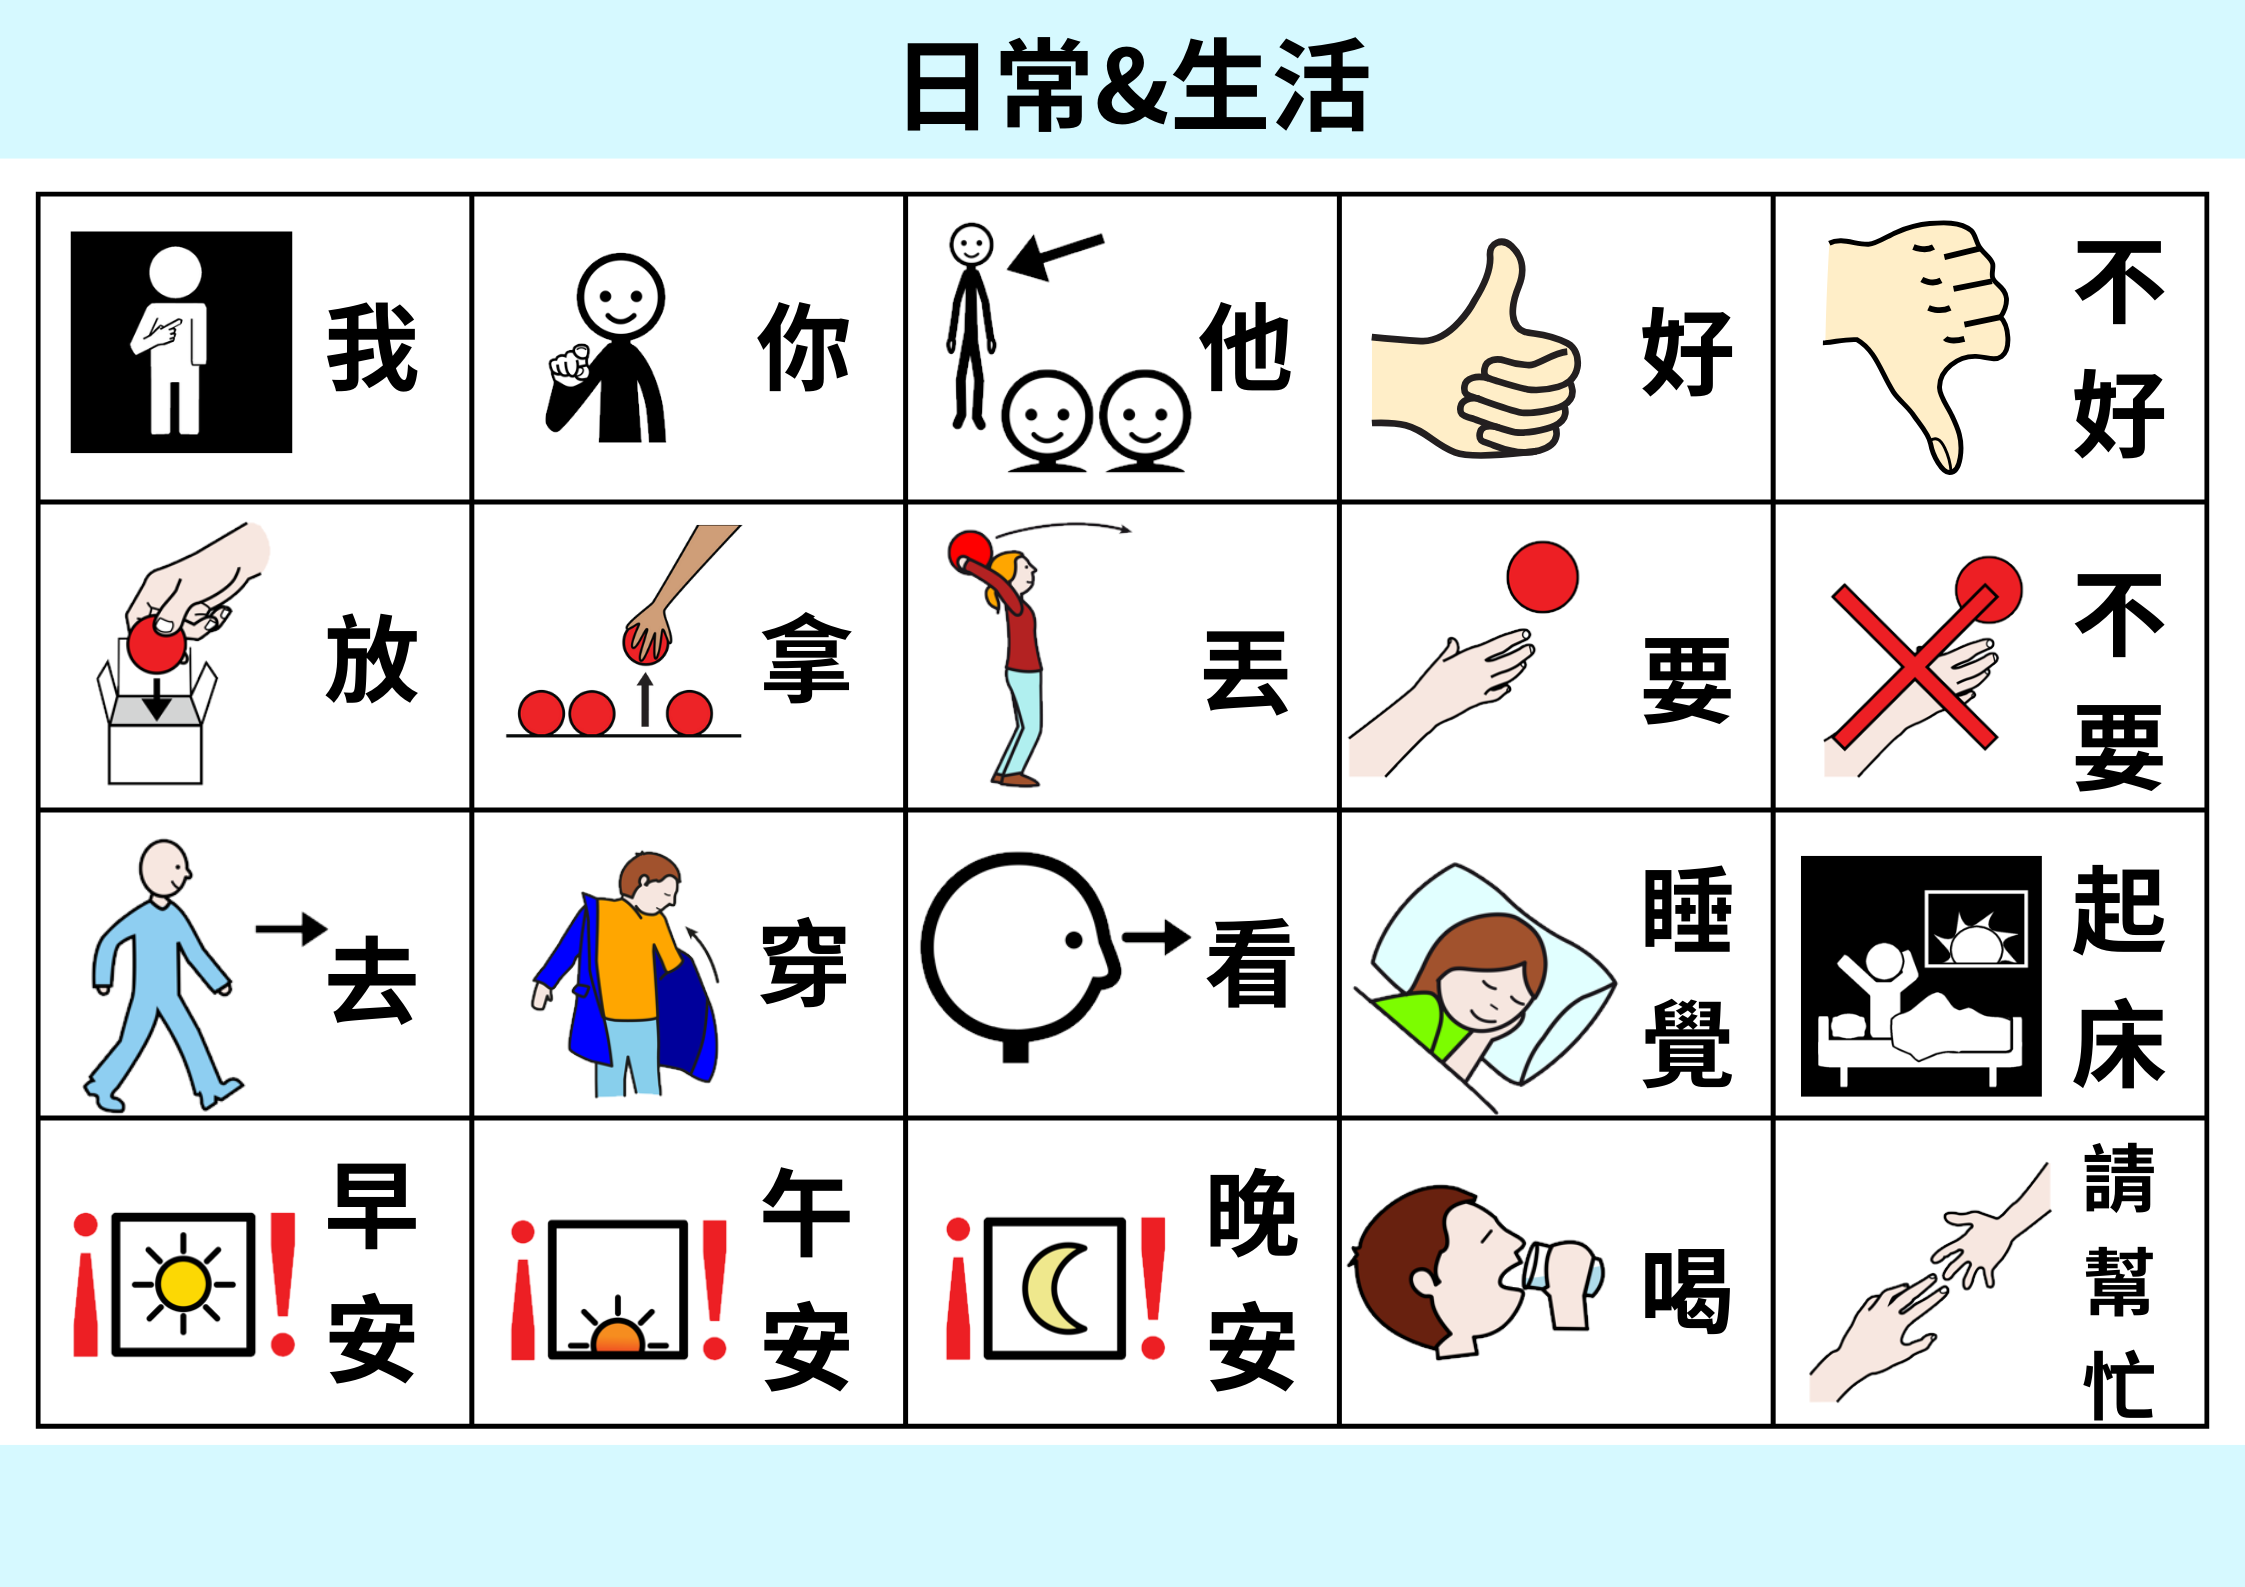 日常&生活
我
你
他
好
不好
放
拿
丟
要
不要
去
穿
看
睡覺
起床
早安
午安
晚安
喝
請幫忙